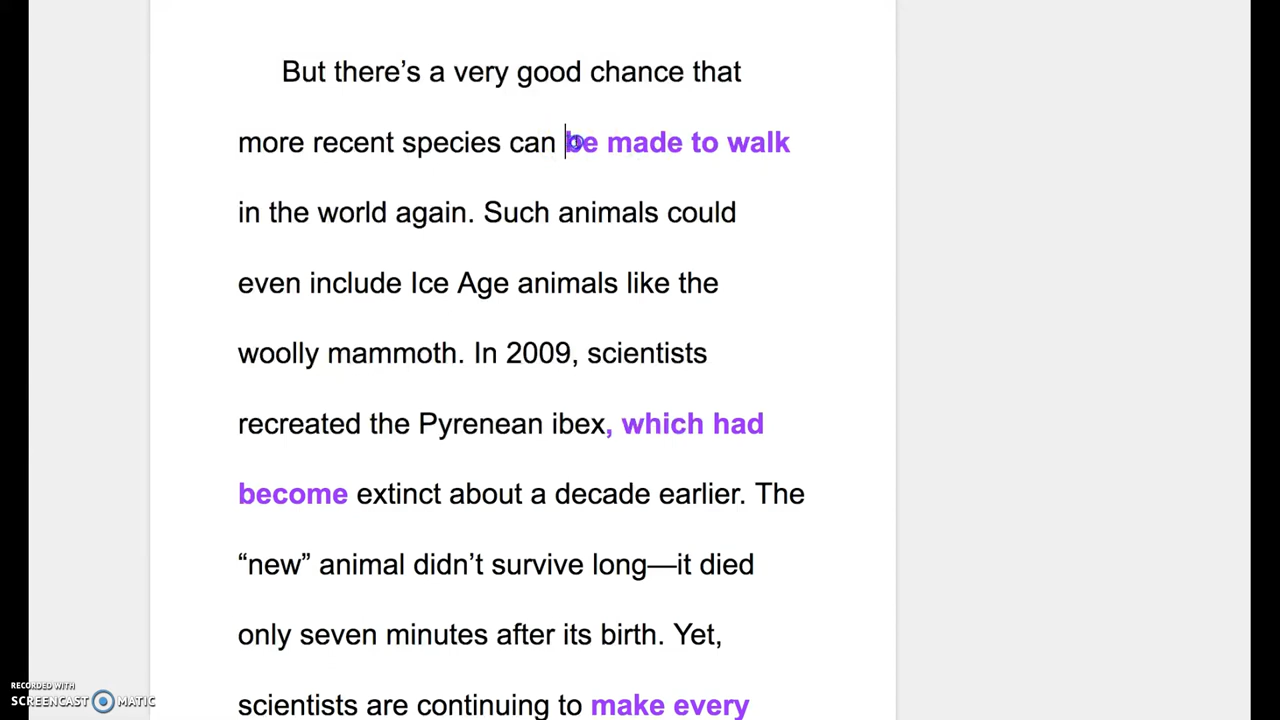 But there’s a very good chance that
more recent species can be made to walk
in the world again. Such animals could
even include Ice Age animals like the
woolly mammoth. In 2009, scientists
recreated the Pyrenean ibex, which had
become extinct about a decade earlier. The
“new” animal didn’t survive long—it died
only seven minutes after its birth. Yet,
scientists are continuing to make every
RECORDED WITH
SCREENCAST MATIC